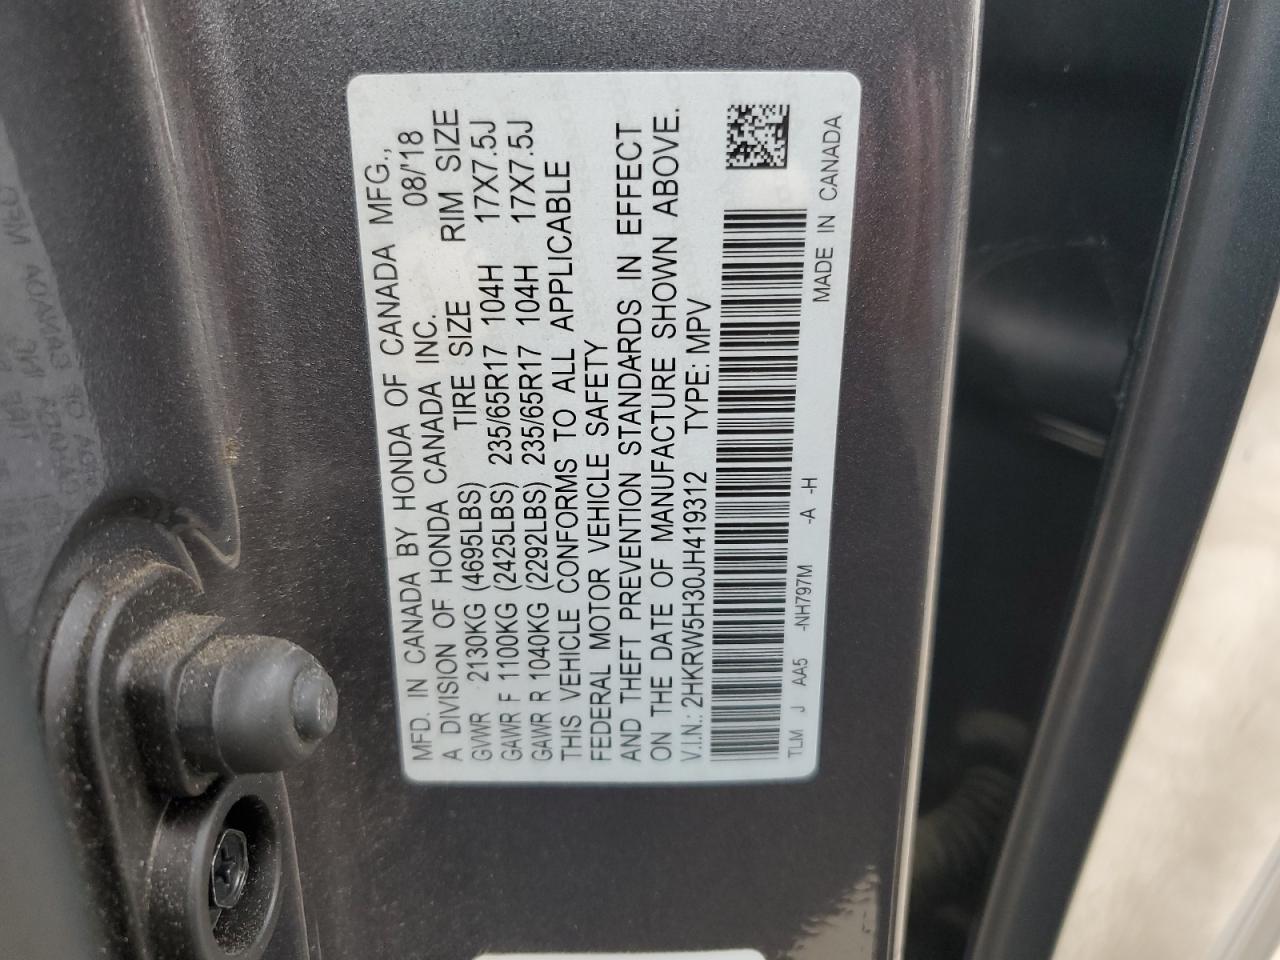 MFD. IN CANADA BY HONDA OF CANADA MFG.,
A DIVISION OF HONDA CANADA INC. 08/'18
GVWR 2130KG (4695LBS) TIRE SIZE RIM SIZE
GAWR F 1100KG (2425LBS) 235/65R17 104H 17X7.5J
GAWR R 1040KG (2292LBS) 235/65R17 104H 17X7.5J
THIS VEHICLE CONFORMS TO ALL APPLICABLE
FEDERAL MOTOR VEHICLE SAFETY
AND THEFT PREVENTION STANDARDS IN EFFECT
ON THE DATE OF MANUFACTURE SHOWN ABOVE.
V.I.N.: 2HKRW5H30JH419312 TYPE: MPV
TLM J AA5 -NH797M -A -H
MADE IN CANADA